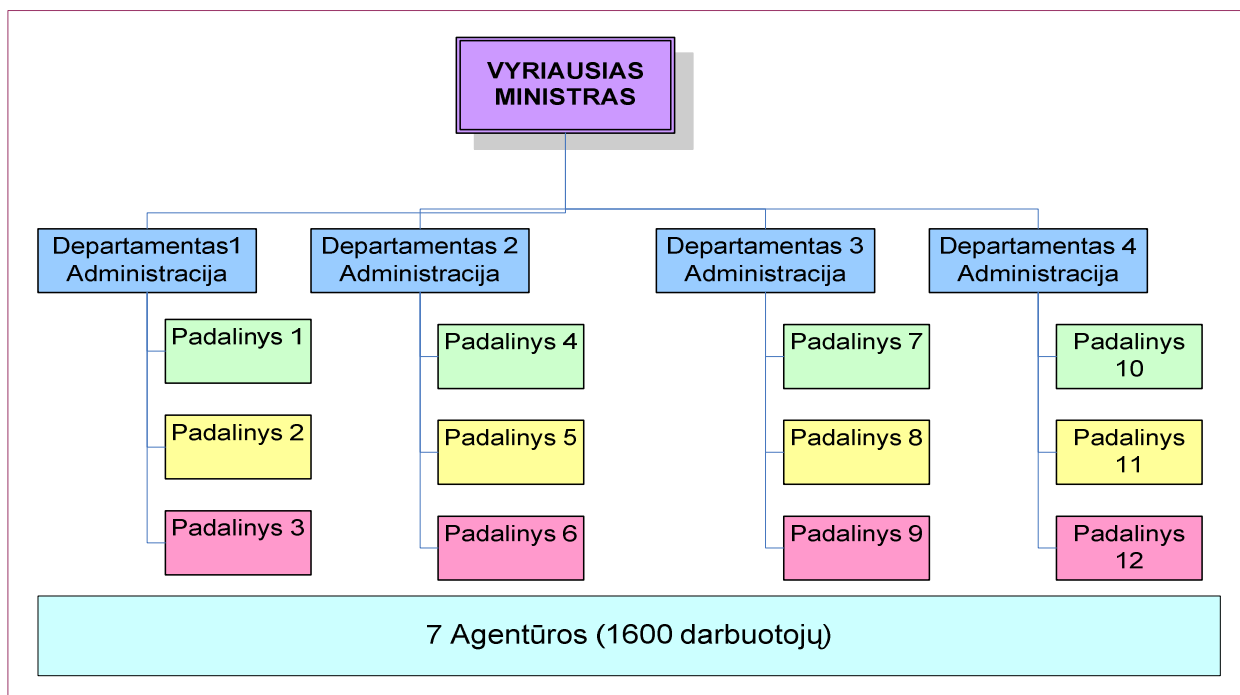 VYRIAUSIAS
MINISTRAS
Departamentas1
Administracija
Departamentas 2
Administracija
Departamentas 3
Administracija
Departamentas 4
Administracija
Padalinys 1
Padalinys 4
Padalinys 7
Padalinys
10
Padalinys 2
Padalinys 5
Padalinys 8
Padalinys
11
Padalinys 3
Padalinys 6
Padalinys 9
Padalinys
12
7 Agentūros (1600 darbuotojų)